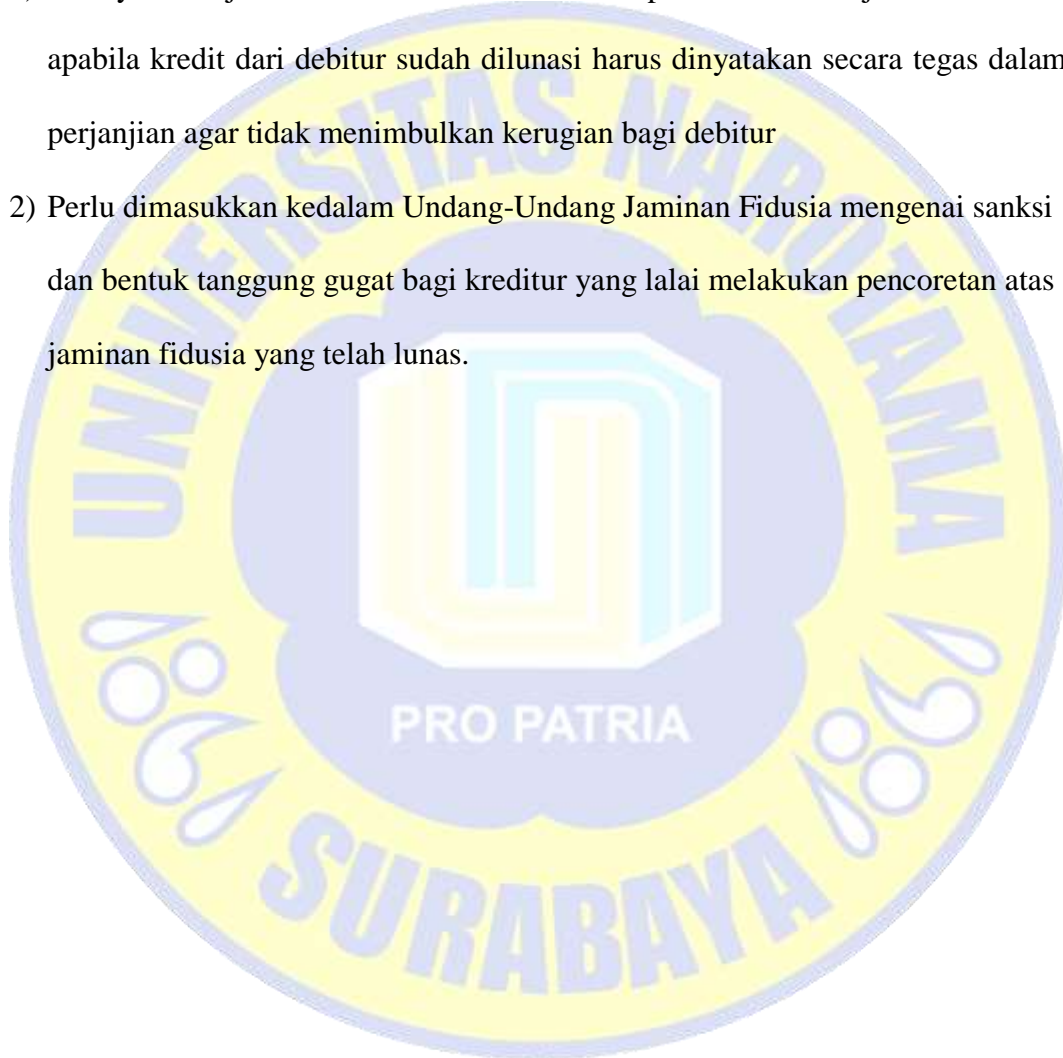 apabila kredit dari debitur sudah dilunasi harus dinyatakan secara tegas dalam
perjanjian agar tidak menimbulkan kerugian bagi debitur
2) Perlu dimasukkan kedalam Undang-Undang Jaminan Fidusia mengenai sanksi
dan bentuk tanggung gugat bagi kreditur yang lalai melakukan pencoretan atas
jaminan fidusia yang telah lunas.
UNIVERSITAS NAROTAMA
PRO PATRIA
SURABAYA